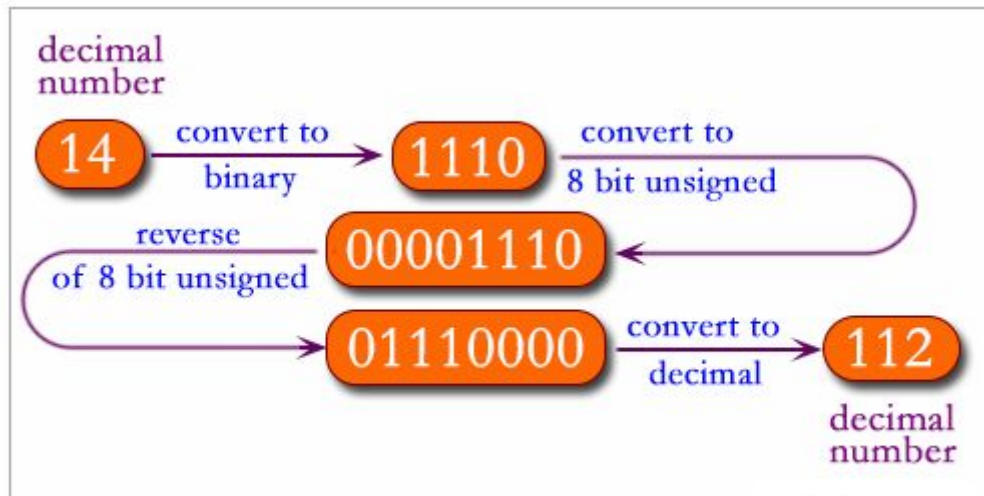 decimal
number
14
convert to
binary
1110
convert to
8 bit unsigned
00001110
reverse
of 8 bit unsigned
01110000
convert to
decimal
112
decimal
number